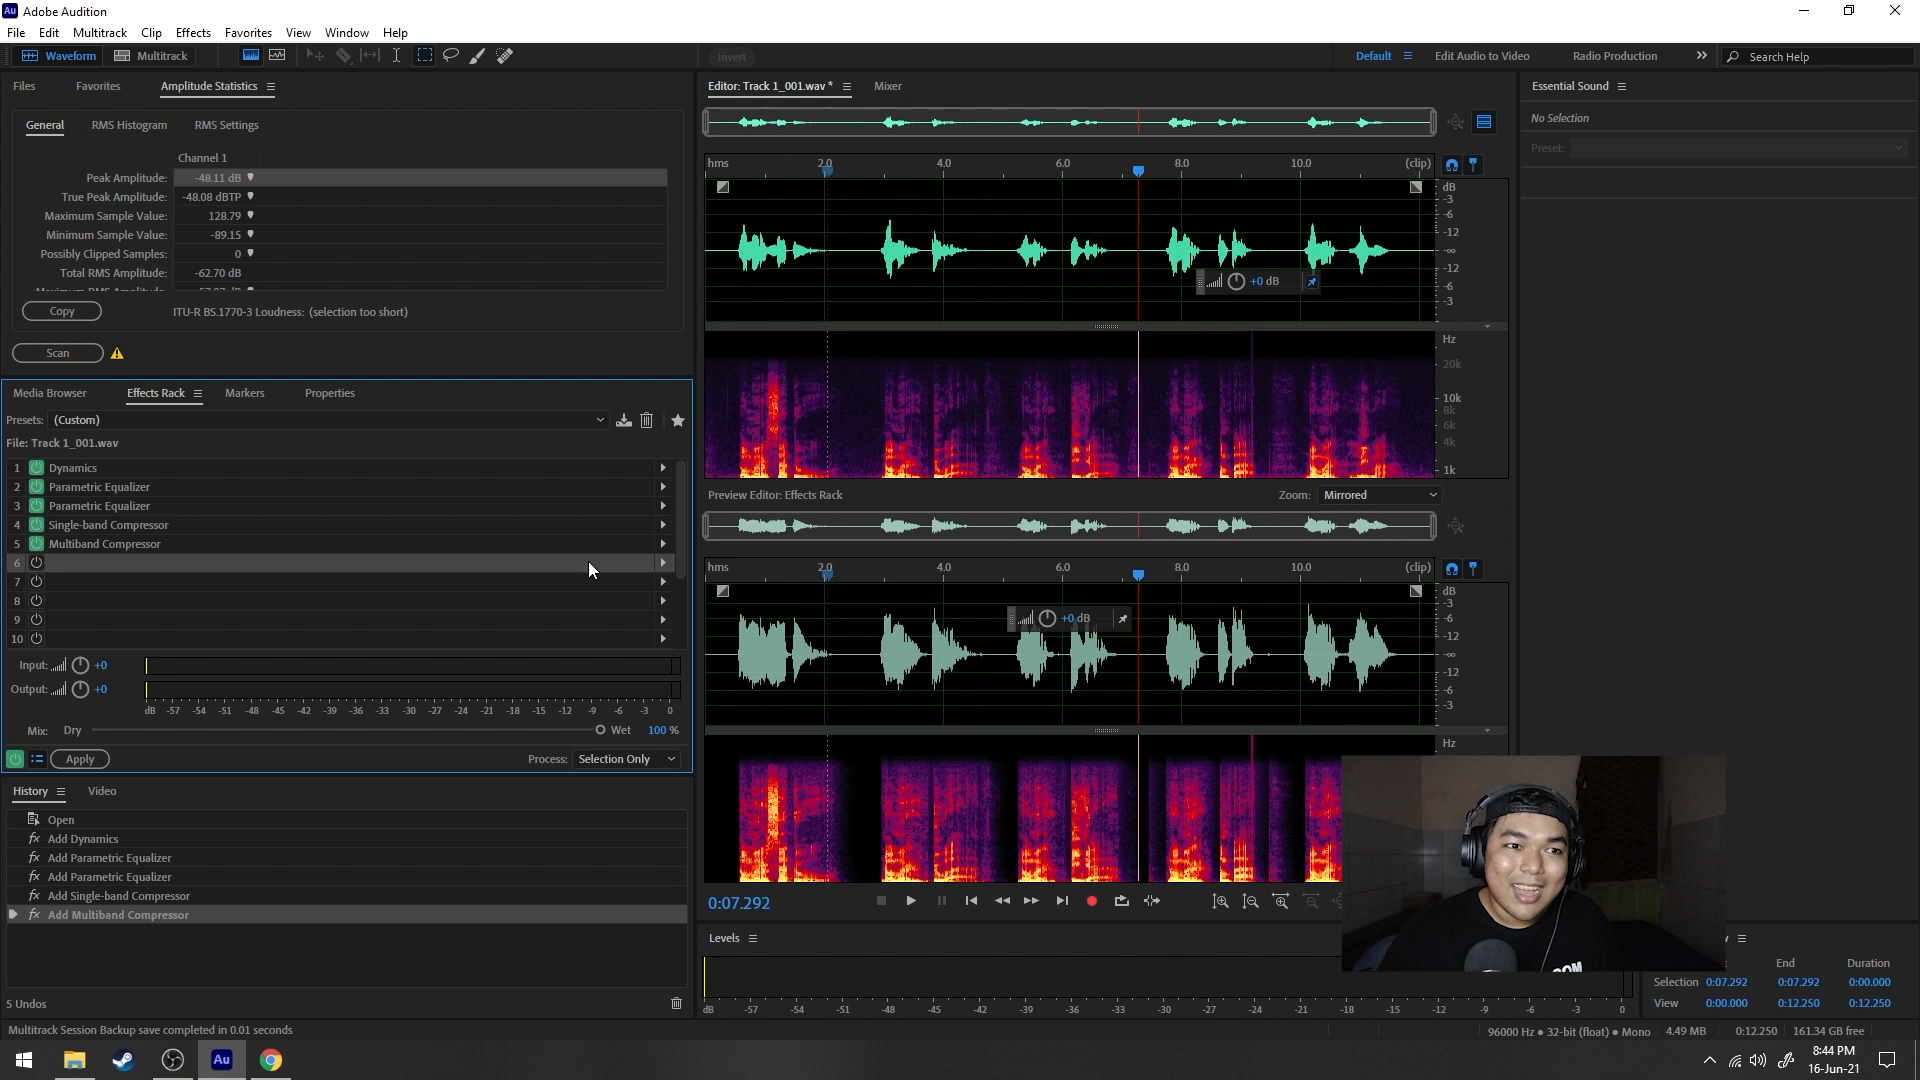 Au Adobe Audition
File Edit Multitrack Clip Effects Favorites View Window Help
Waveform Multitrack Invert Default Edit Audio to Video Radio Production Search Help
Files Favorites Amplitude Statistics
General RMS Histogram RMS Settings
Channel 1
Peak Amplitude: -48.11 dB
True Peak Amplitude: -48.08 dBTP
Maximum Sample Value: 128.79
Minimum Sample Value: -89.15
Possibly Clipped Samples: 0
Total RMS Amplitude: -62.70 dB
Copy ITU-R BS.1770-3 Loudness: (selection too short)
Scan
Media Browser Effects Rack Markers Properties
Presets: (Custom)
File: Track 1_001.wav
1 Dynamics
2 Parametric Equalizer
3 Parametric Equalizer
4 Single-band Compressor
5 Multiband Compressor
6
7
8
9
10
Input: +0
Output: +0
dB -57 -54 -51 -48 -45 -42 -39 -36 -33 -30 -27 -24 -21 -18 -15 -12 -9 -6 -3 0
Mix: Dry Wet 100 %
Apply Process: Selection Only
History Video
Open
fx Add Dynamics
fx Add Parametric Equalizer
fx Add Parametric Equalizer
fx Add Single-band Compressor
fx Add Multiband Compressor
5 Undos
Multitrack Session Backup save completed in 0.01 seconds
Editor: Track 1_001.wav * Mixer
hms 2.0 4.0 6.0 8.0 10.0 (clip)
dB
-3
-6
-12
-∞
-12
-6
-3
+0 dB
Hz
20k
10k
8k
6k
4k
1k
Preview Editor: Effects Rack Zoom: Mirrored
hms 2.0 4.0 6.0 8.0 10.0 (clip)
dB
-3
-6
-12
-∞
-12
-6
-3
+0 dB
Hz
0:07.292
Levels
dB -57 -54 -51 -48 -45 -42 -39 -36 -33 -30 -27 -24 -21 -18 -15 -12 -9 -6 -3 0
Essential Sound
No Selection
Preset:
End Duration
Selection 0:07.292 0:07.292 0:00.000
View 0:00.000 0:12.250 0:12.250
96000 Hz • 32-bit (float) • Mono 4.49 MB 0:12.250 161.34 GB free
Au
8:44 PM
16-Jun-21